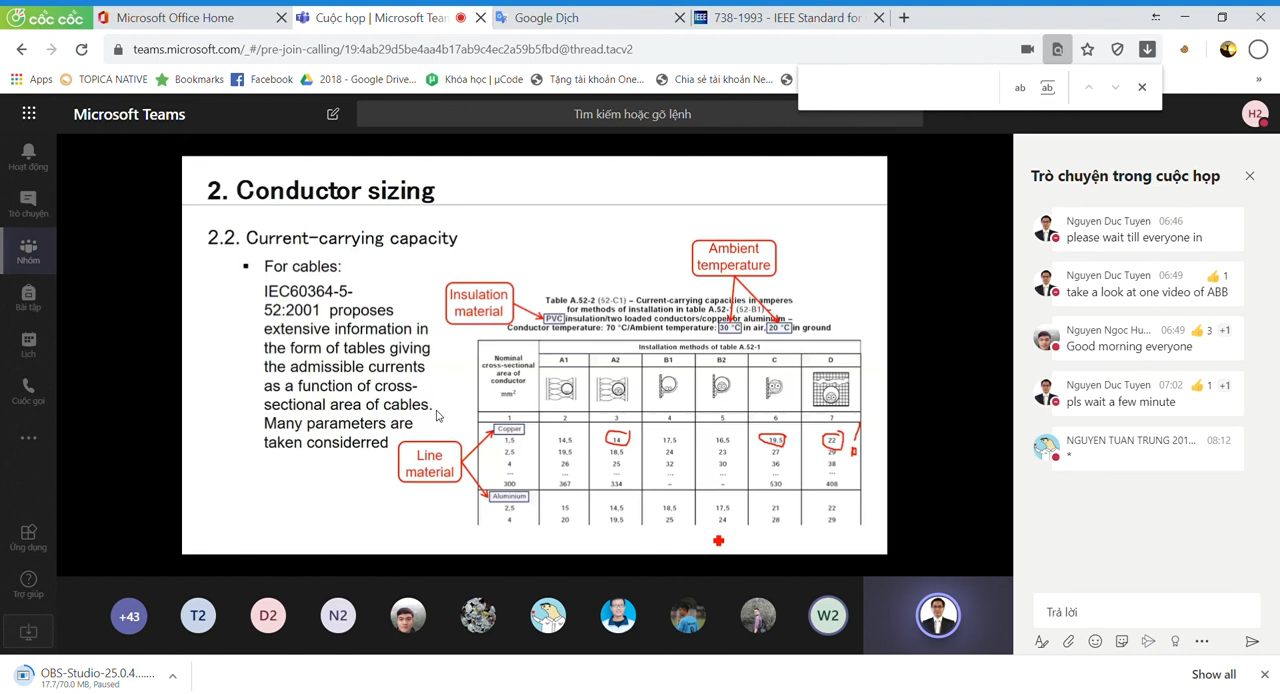 cốc cốc
Microsoft Office Home
Cuộc họp | Microsoft Tear
Google Dịch
IEEE
738-1993 - IEEE Standard for
teams.microsoft.com/_#/pre-join-calling/19:4ab29d5be4aa4b17ab9c4ec2a59b5fbd@thread.tacv2
Apps
TOPICA NATIVE
Bookmarks
Facebook
2018 - Google Drive...
Khóa học | μCode
Tặng tài khoản One...
Chia sẻ tài khoản Ne...
»
ab
ab
Microsoft Teams
Tìm kiếm hoặc gõ lệnh
H2
Hoạt động
Trò chuyện
Nhóm
Bài tập
Lịch
Cuộc gọi
Ứng dụng
Trợ giúp
2. Conductor sizing
2.2. Current-carrying capacity
For cables:
IEC60364-5-
52:2001 proposes
extensive information in
the form of tables giving
the admissible currents
as a function of cross-
sectional area of cables.
Many parameters are
taken considerred
Ambient
temperature
Insulation
material
Line
material
Table A.52-2 (52-C1) – Current-carrying capacities in amperes
for methods of installation in table A.52-1 (52-B1) –
PVC insulation/two loaded conductors/copper or aluminium –
Conductor temperature: 70 °C/Ambient temperature: 30 °C in air, 20 °C in ground
Nominal
cross-sectional
area of
conductor
mm²
Installation methods of table A.52-1
A1 A2 B1 B2 C D
1 2 3 4 5 6 7
Copper
1,5 14,5 14 17,5 16,5 19,5 22
2,5 19,5 18,5 24 23 27 29
4 26 25 32 30 36 38
... ... ... ... ... ... ...
300 367 334 – – 530 408
Aluminium
2,5 15 14,5 18,5 17,5 21 22
4 20 19,5 25 24 28 29
Trò chuyện trong cuộc họp
Nguyen Duc Tuyen 06:46
please wait till everyone in
Nguyen Duc Tuyen 06:49 1
take a look at one video of ABB
Nguyen Ngoc Hu... 06:49 3 +1
Good morning everyone
Nguyen Duc Tuyen 07:02 1 +1
pls wait a few minute
NGUYEN TUAN TRUNG 201... 08:12
*
Trả lời
+43
T2
D2
N2
W2
OBS-Studio-25.0.4......
17.7/70.0 MB, Paused
Show all